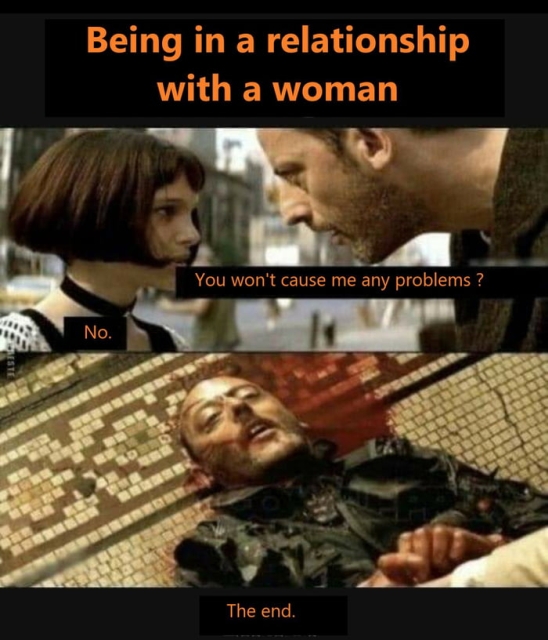 Being in a relationship
with a woman
You won't cause me any problems ?
No.
The end.